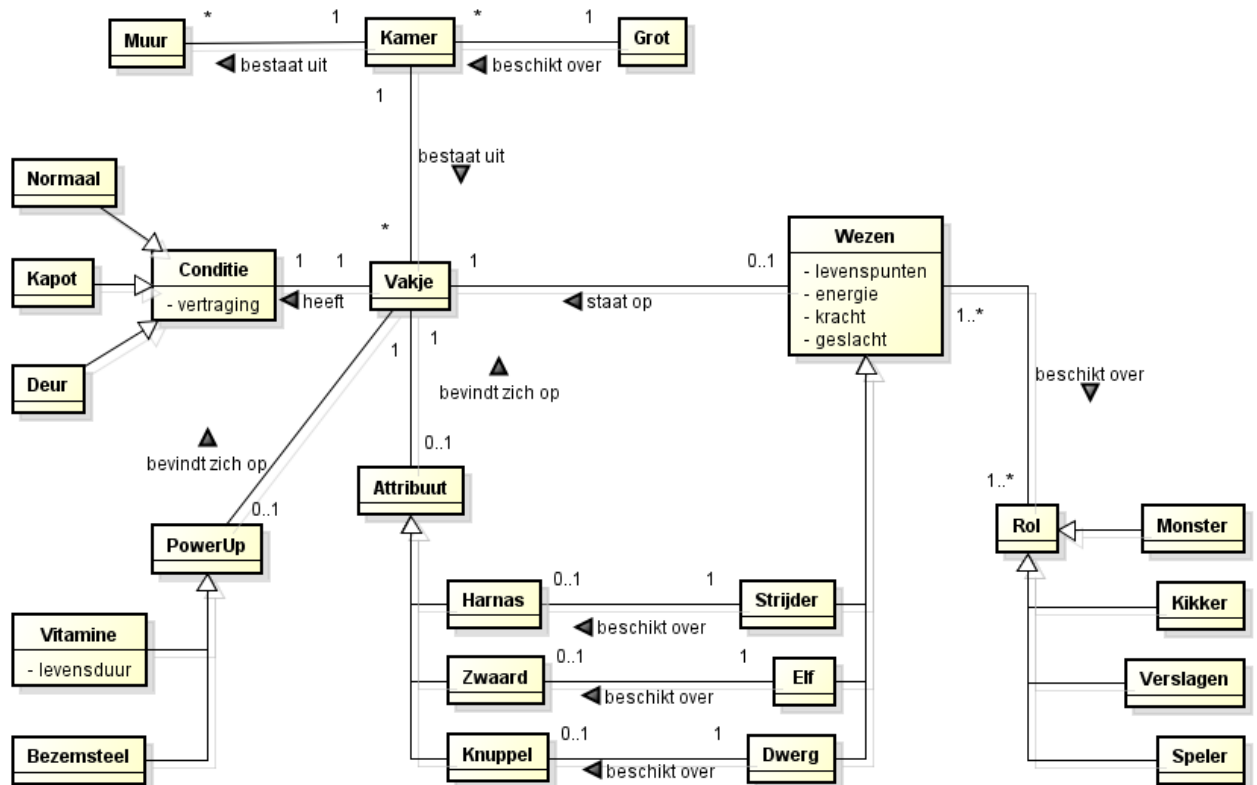 *
1
*
1
Muur
Kamer
Grot
bestaat uit
beschikt over
1
bestaat uit
Normaal
*
Wezen
Kapot
Conditie
1
1
Vakje
1
0..1
- levenspunten
- vertraging
heeft
staat op
- energie
- kracht
1..*
- geslacht
1
1
Deur
bevindt zich op
beschikt over
bevindt zich op
0..1
Attribuut
1..*
0..1
PowerUp
Rol
Monster
0..1
1
Harnas
Strijder
Kikker
beschikt over
Vitamine
- levensduur
0..1
1
Zwaard
Elf
Verslagen
beschikt over
0..1
1
Bezemsteel
Knuppel
Dwerg
Speler
beschikt over